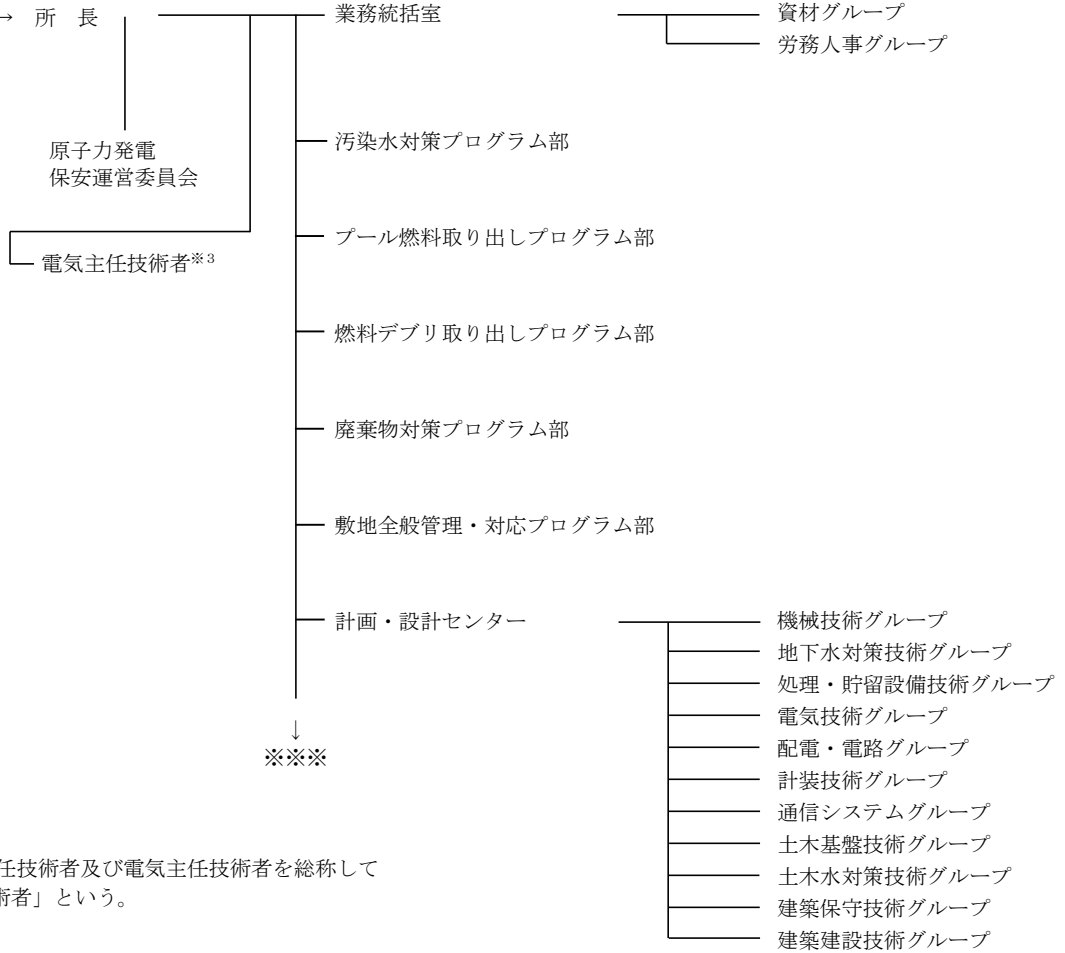 → 所 長
業務統括室
資材グループ
労務人事グループ
原子力発電
保安運営委員会
汚染水対策プログラム部
プール燃料取り出しプログラム部
電気主任技術者※3
燃料デブリ取り出しプログラム部
廃棄物対策プログラム部
敷地全般管理・対応プログラム部
計画・設計センター
機械技術グループ
地下水対策技術グループ
処理・貯留設備技術グループ
電気技術グループ
配電・電路グループ
計装技術グループ
通信システムグループ
土木基盤技術グループ
土木水対策技術グループ
建築保守技術グループ
建築建設技術グループ
↓
※※※
任技術者及び電気主任技術者を総称して
術者」という。